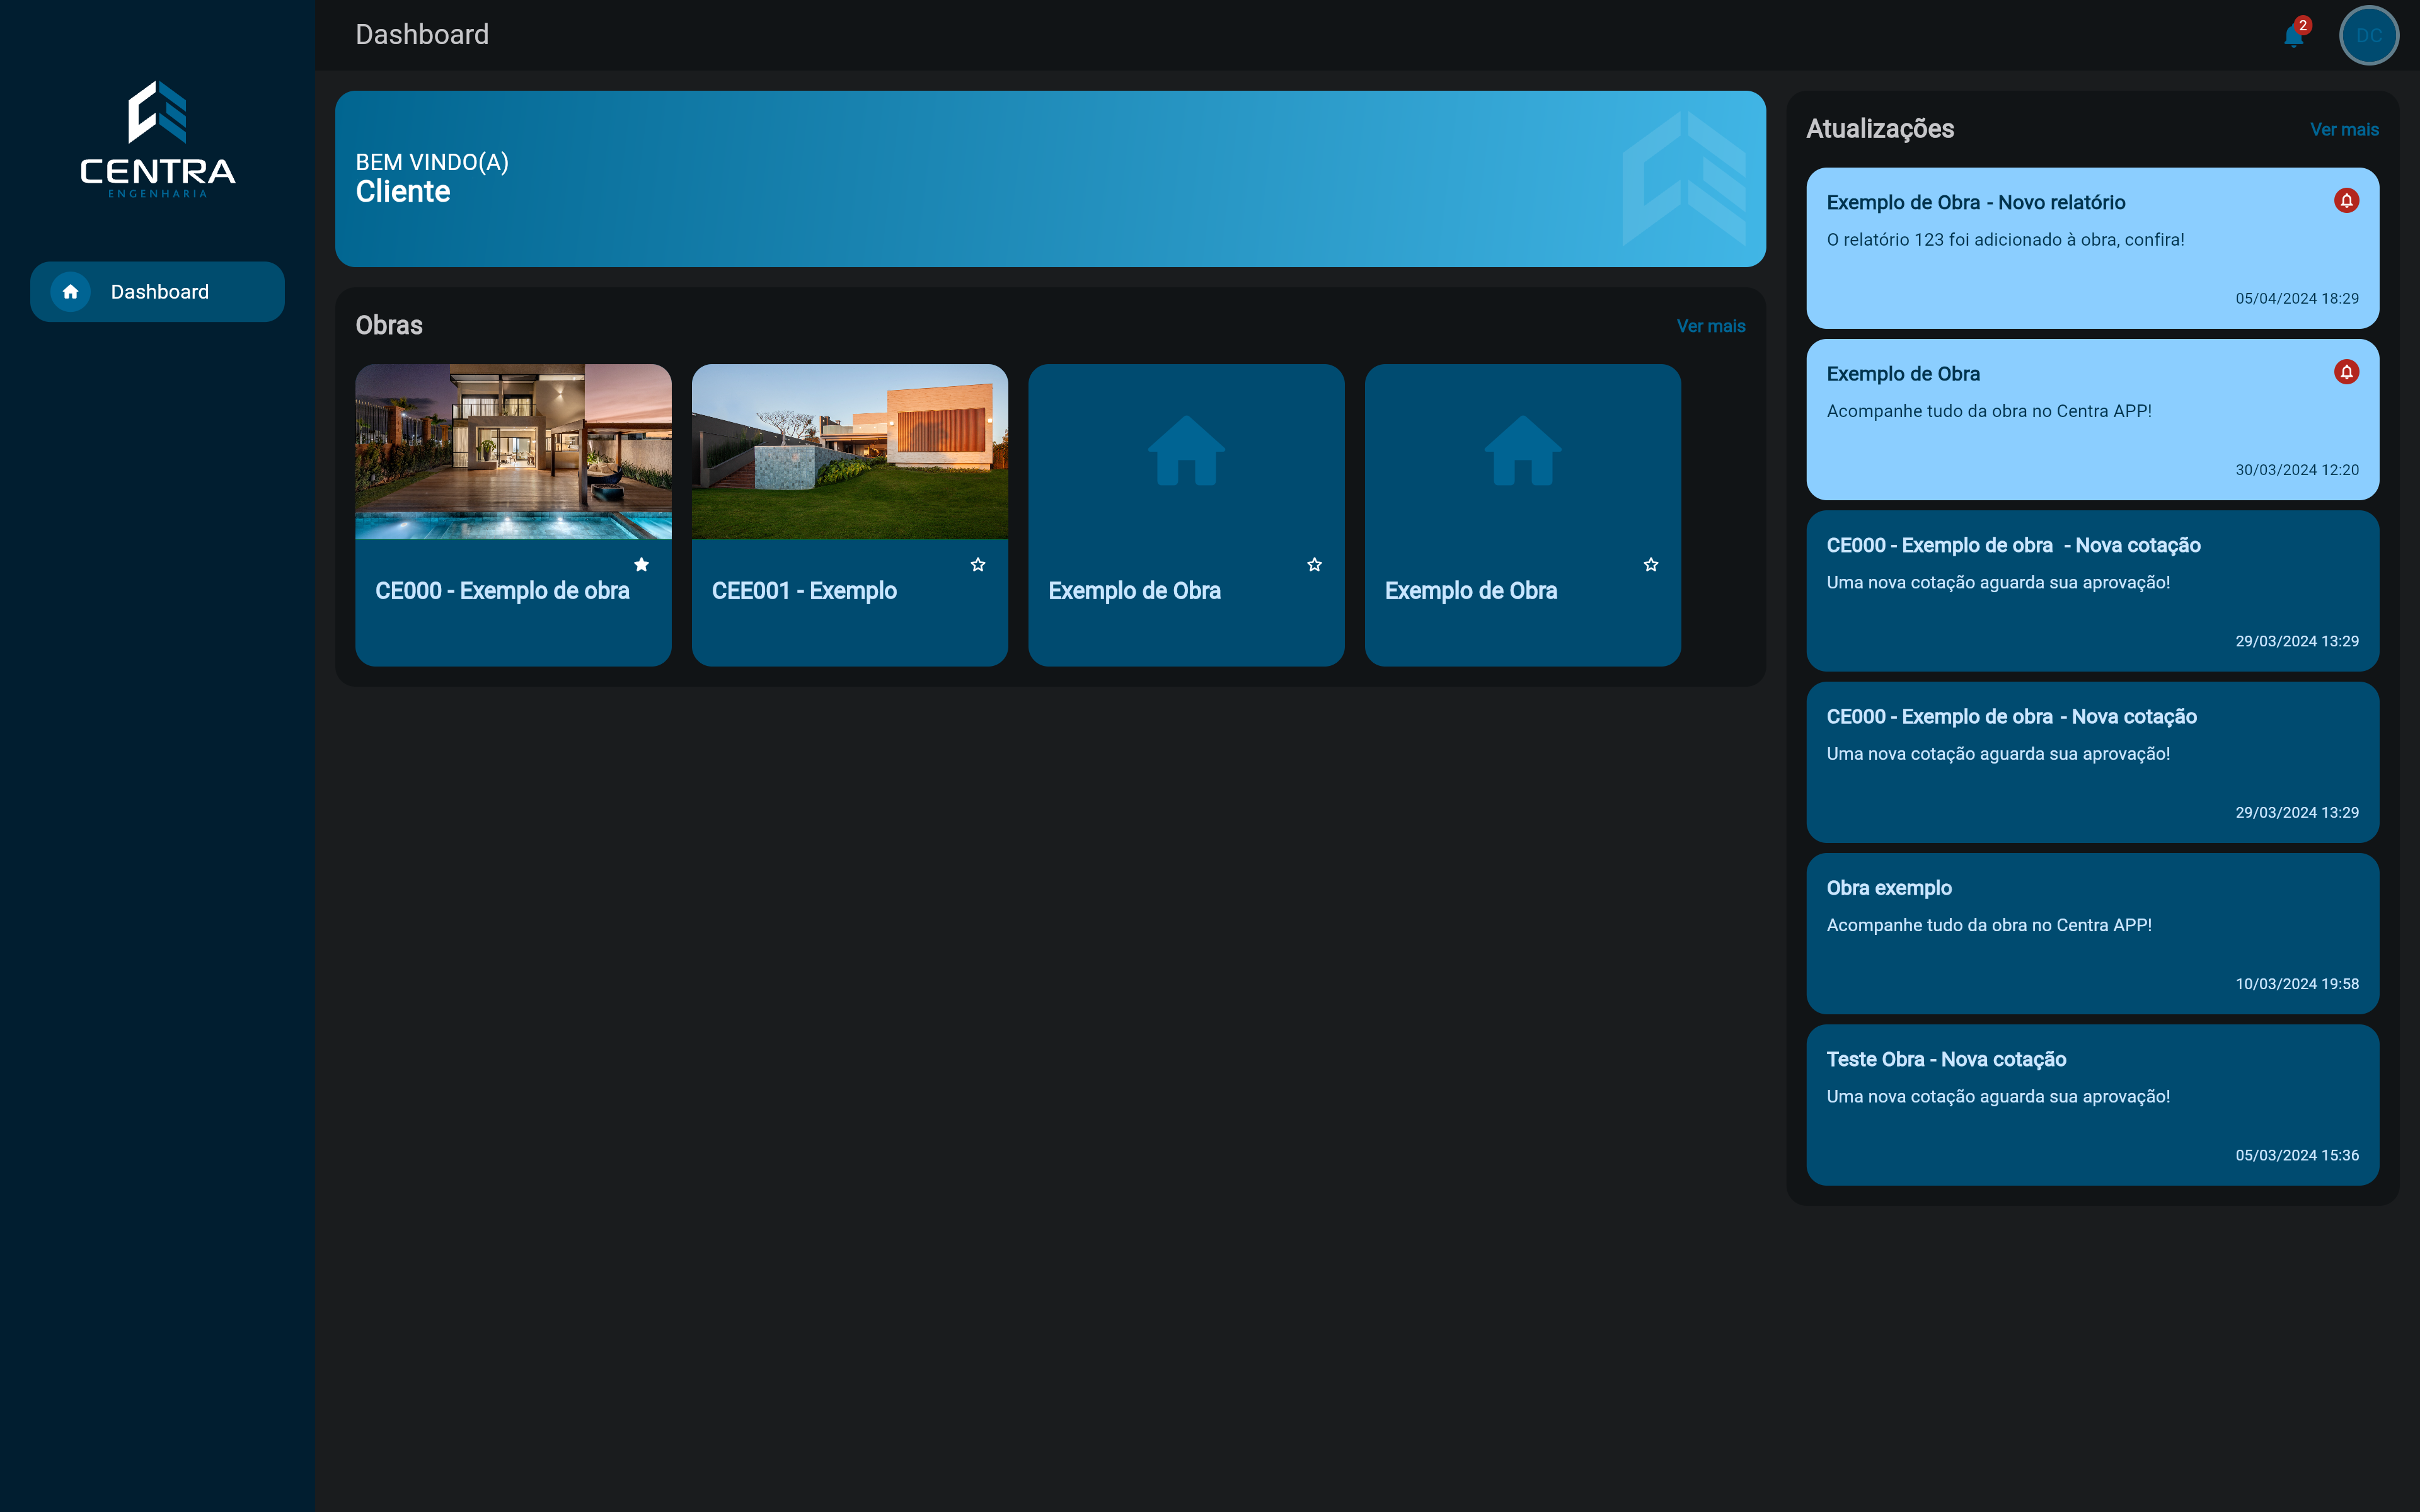 CENTRA
ENGENHARIA
Dashboard
Dashboard
2
DC
BEM VINDO(A)
Cliente
Obras
Ver mais
CE000 - Exemplo de obra
CEE001 - Exemplo
Exemplo de Obra
Exemplo de Obra
Atualizações
Ver mais
Exemplo de Obra - Novo relatório
O relatório 123 foi adicionado à obra, confira!
05/04/2024 18:29
Exemplo de Obra
Acompanhe tudo da obra no Centra APP!
30/03/2024 12:20
CE000 - Exemplo de obra - Nova cotação
Uma nova cotação aguarda sua aprovação!
29/03/2024 13:29
CE000 - Exemplo de obra - Nova cotação
Uma nova cotação aguarda sua aprovação!
29/03/2024 13:29
Obra exemplo
Acompanhe tudo da obra no Centra APP!
10/03/2024 19:58
Teste Obra - Nova cotação
Uma nova cotação aguarda sua aprovação!
05/03/2024 15:36